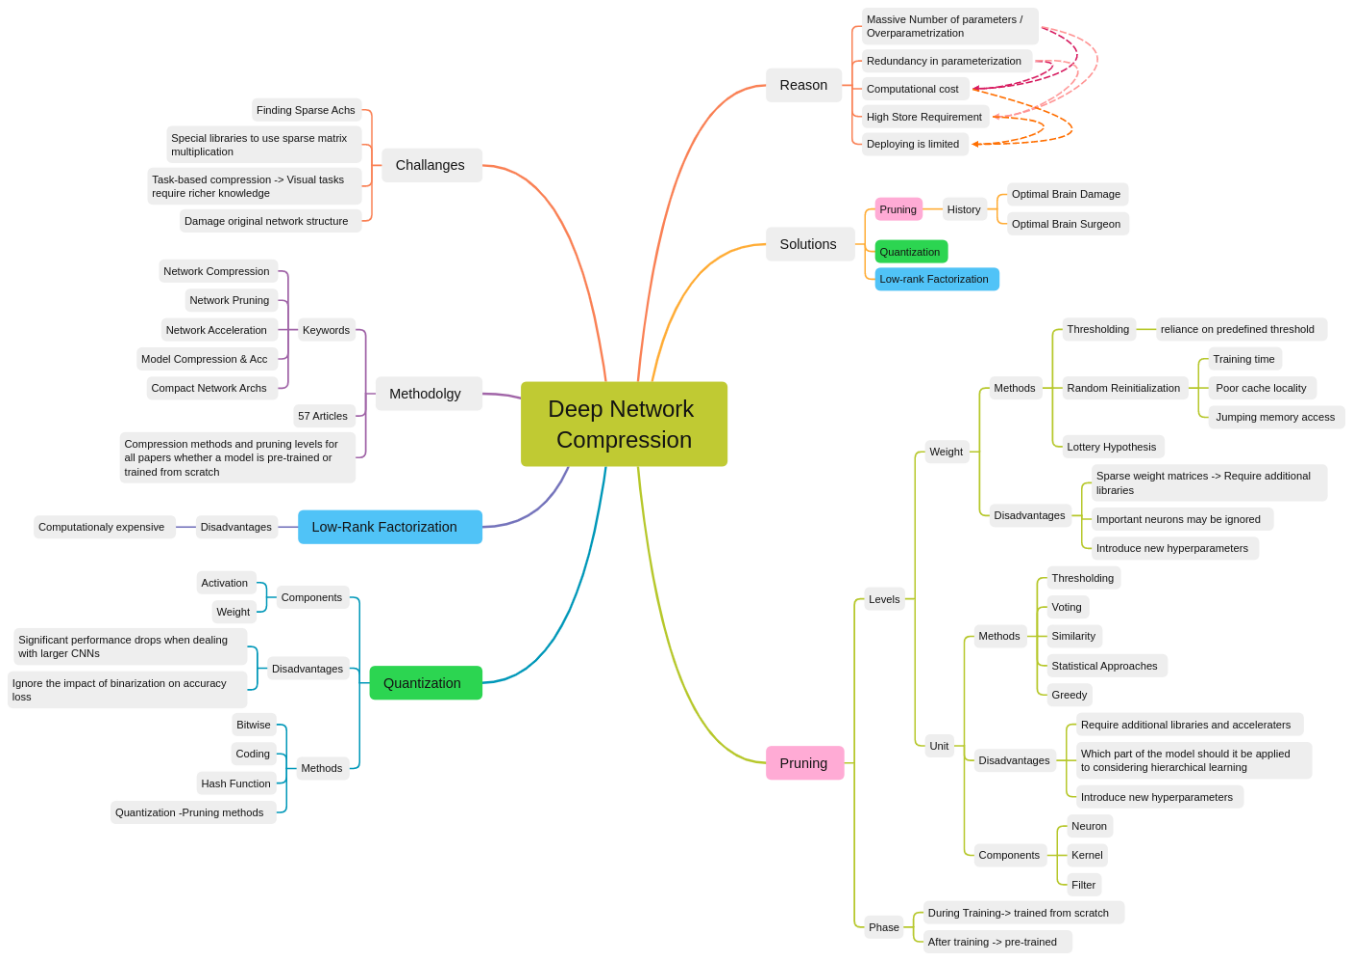 Deep Network
Compression
Reason
Massive Number of parameters /
Overparametrization
Redundancy in parameterization
Computational cost
High Store Requirement
Deploying is limited
Solutions
Pruning
History
Optimal Brain Damage
Optimal Brain Surgeon
Quantization
Low-rank Factorization
Pruning
Levels
Weight
Methods
Thresholding
reliance on predefined threshold
Random Reinitialization
Training time
Poor cache locality
Jumping memory access
Lottery Hypothesis
Disadvantages
Sparse weight matrices -> Require additional
libraries
Important neurons may be ignored
Introduce new hyperparameters
Unit
Methods
Thresholding
Voting
Similarity
Statistical Approaches
Greedy
Disadvantages
Require additional libraries and acceleraters
Which part of the model should it be applied
to considering hierarchical learning
Introduce new hyperparameters
Components
Neuron
Kernel
Filter
Phase
During Training-> trained from scratch
After training -> pre-trained
Challanges
Finding Sparse Achs
Special libraries to use sparse matrix
multiplication
Task-based compression -> Visual tasks
require richer knowledge
Damage original network structure
Methodolgy
Keywords
Network Compression
Network Pruning
Network Acceleration
Model Compression & Acc
Compact Network Archs
57 Articles
Compression methods and pruning levels for
all papers whether a model is pre-trained or
trained from scratch
Low-Rank Factorization
Disadvantages
Computationaly expensive
Quantization
Components
Activation
Weight
Disadvantages
Significant performance drops when dealing
with larger CNNs
Ignore the impact of binarization on accuracy
loss
Methods
Bitwise
Coding
Hash Function
Quantization -Pruning methods